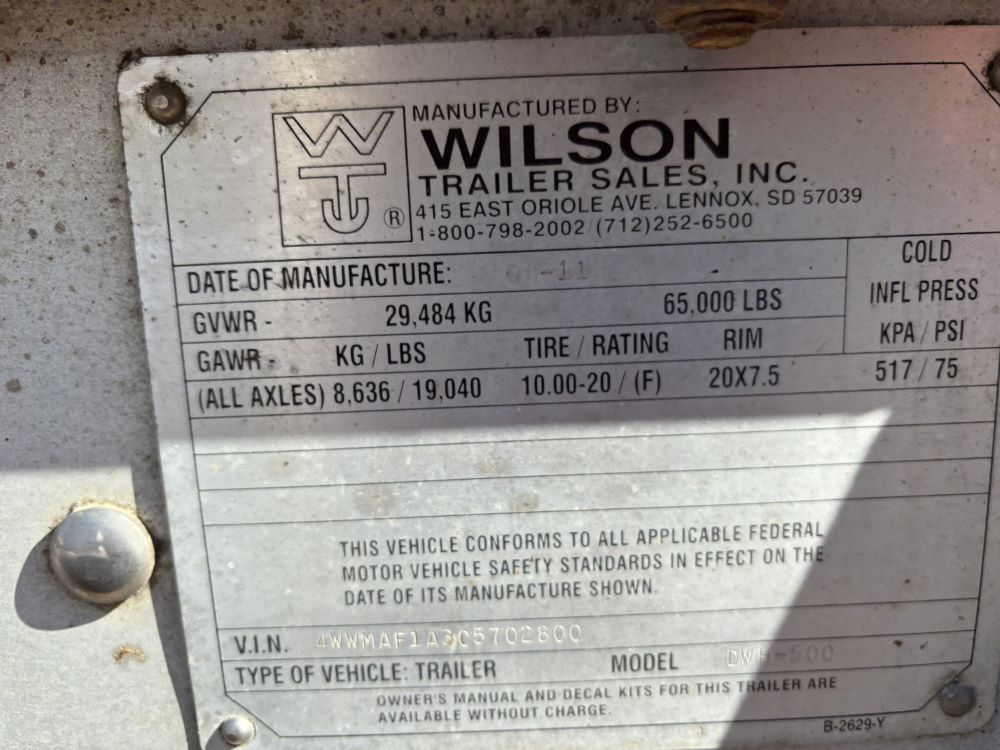 MANUFACTURED BY:
WILSON
TRAILER SALES, INC.
®
415 EAST ORIOLE AVE. LENNOX, SD 57039
1-800-798-2002 / (712)252-6500
DATE OF MANUFACTURE: -11
COLD
INFL PRESS
KPA / PSI
GVWR - 29,484 KG 65,000 LBS
GAWR - KG / LBS TIRE / RATING RIM
(ALL AXLES) 8,636 / 19,040 10.00-20 / (F) 20X7.5 517 / 75
THIS VEHICLE CONFORMS TO ALL APPLICABLE FEDERAL
MOTOR VEHICLE SAFETY STANDARDS IN EFFECT ON THE
DATE OF ITS MANUFACTURE SHOWN.
V.I.N. 4WWMAF1A3C5702800
TYPE OF VEHICLE: TRAILER MODEL DWH-500
OWNER'S MANUAL AND DECAL KITS FOR THIS TRAILER ARE
AVAILABLE WITHOUT CHARGE.
B-2629-Y